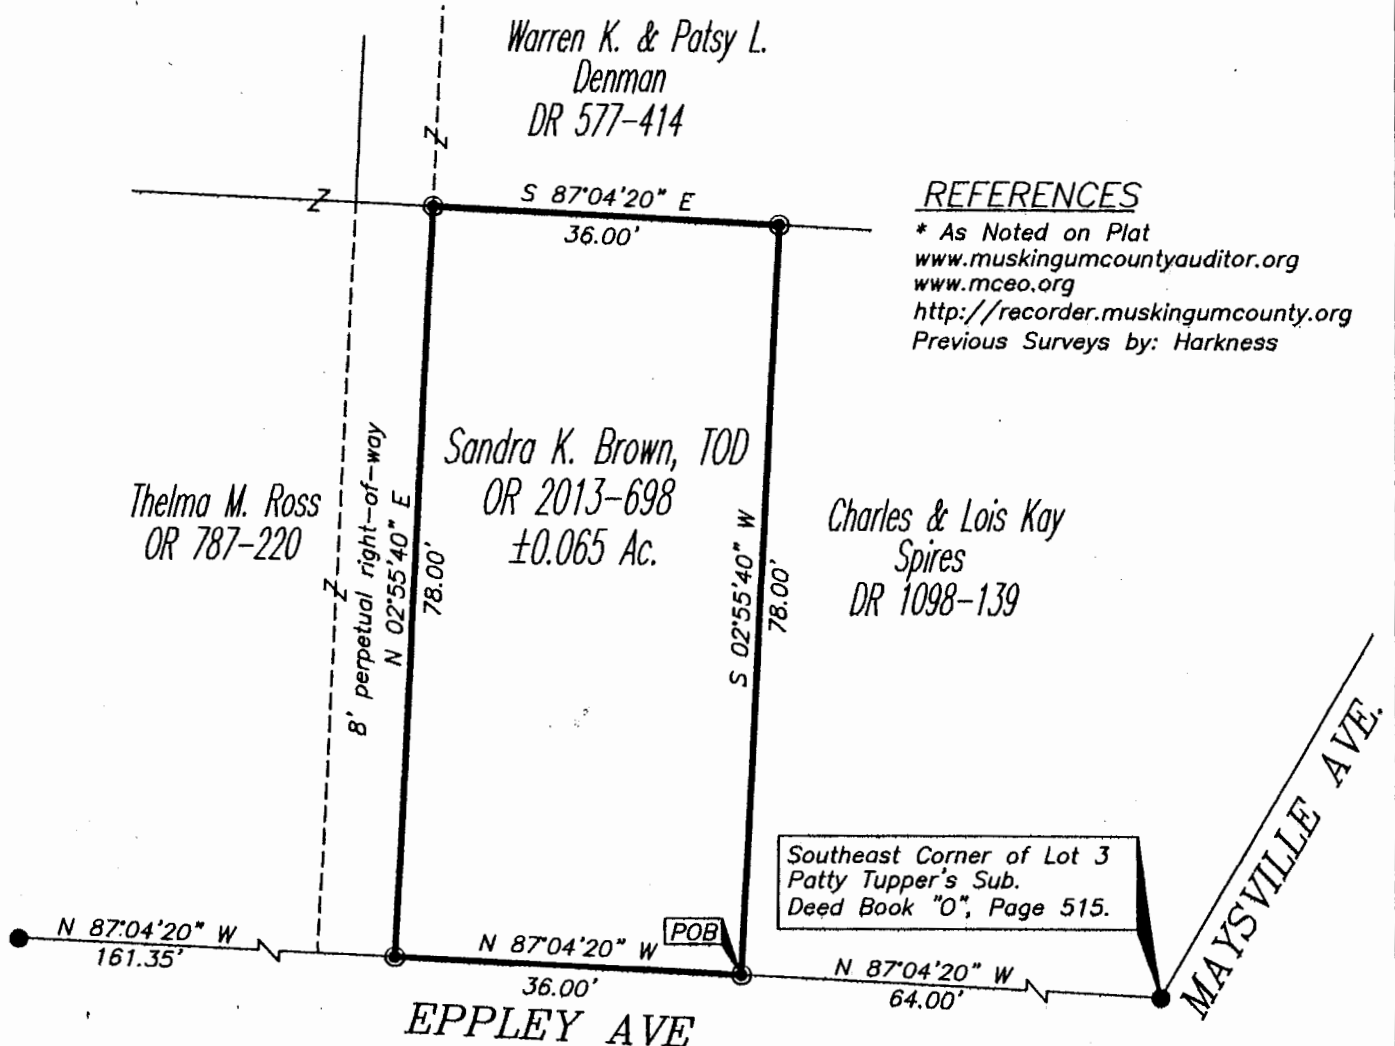 Warren K. & Patsy L.
Denman
DR 577-414
Z
S 87°04'20" E
36.00'
Z
REFERENCES
* As Noted on Plat
www.muskingumcountyauditor.org
www.mceo.org
http://recorder.muskingumcounty.org
Previous Surveys by: Harkness
Thelma M. Ross
OR 787-220
Z
8' perpetual right-of-way
N 02°55'40" E
78.00'
Sandra K. Brown, TOD
OR 2013-698
±0.065 Ac.
S 02°55'40" W
78.00'
Charles & Lois Kay
Spires
DR 1098-139
Southeast Corner of Lot 3
Patty Tupper's Sub.
Deed Book "O", Page 515.
MAYSVILLE AVE.
N 87°04'20" W
161.35'
N 87°04'20" W
36.00'
POB
N 87°04'20" W
64.00'
EPPLEY AVE